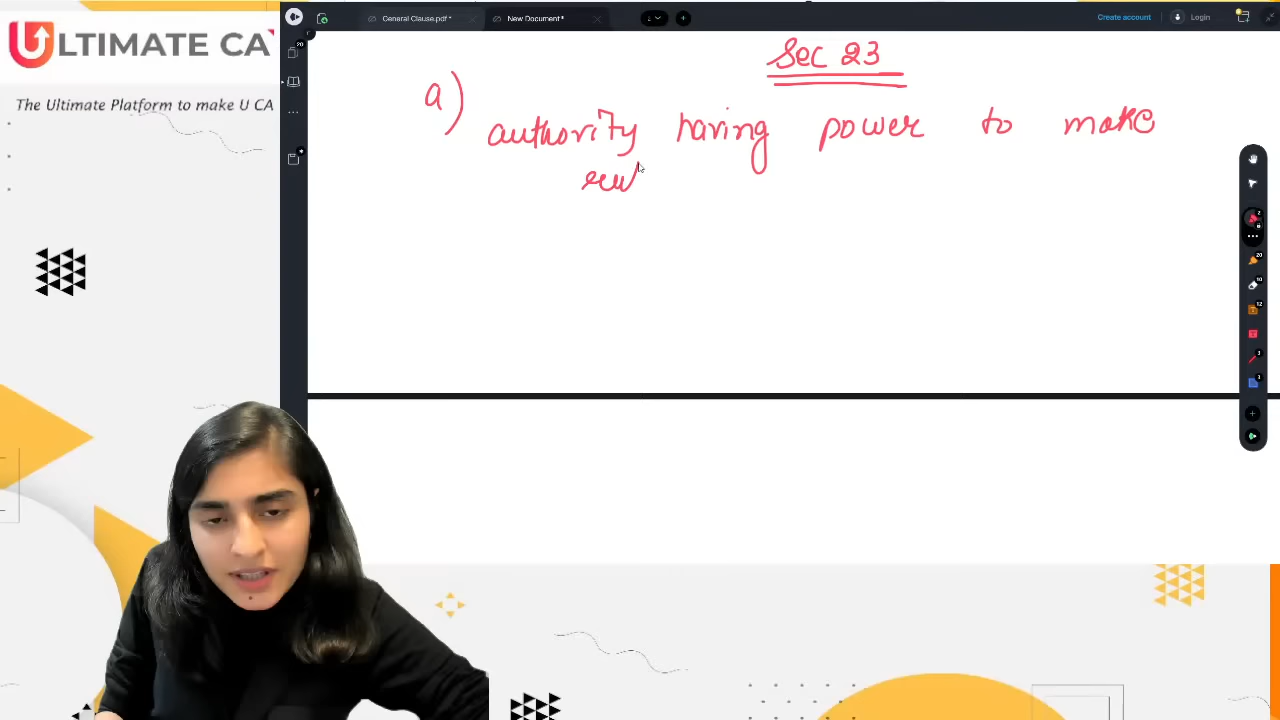 ULTIMATE CA
The Ultimate Platform to make U CA
General Clause.pdf *
New Document*
Create account
Login
Sec 23
a)
authority having power to make